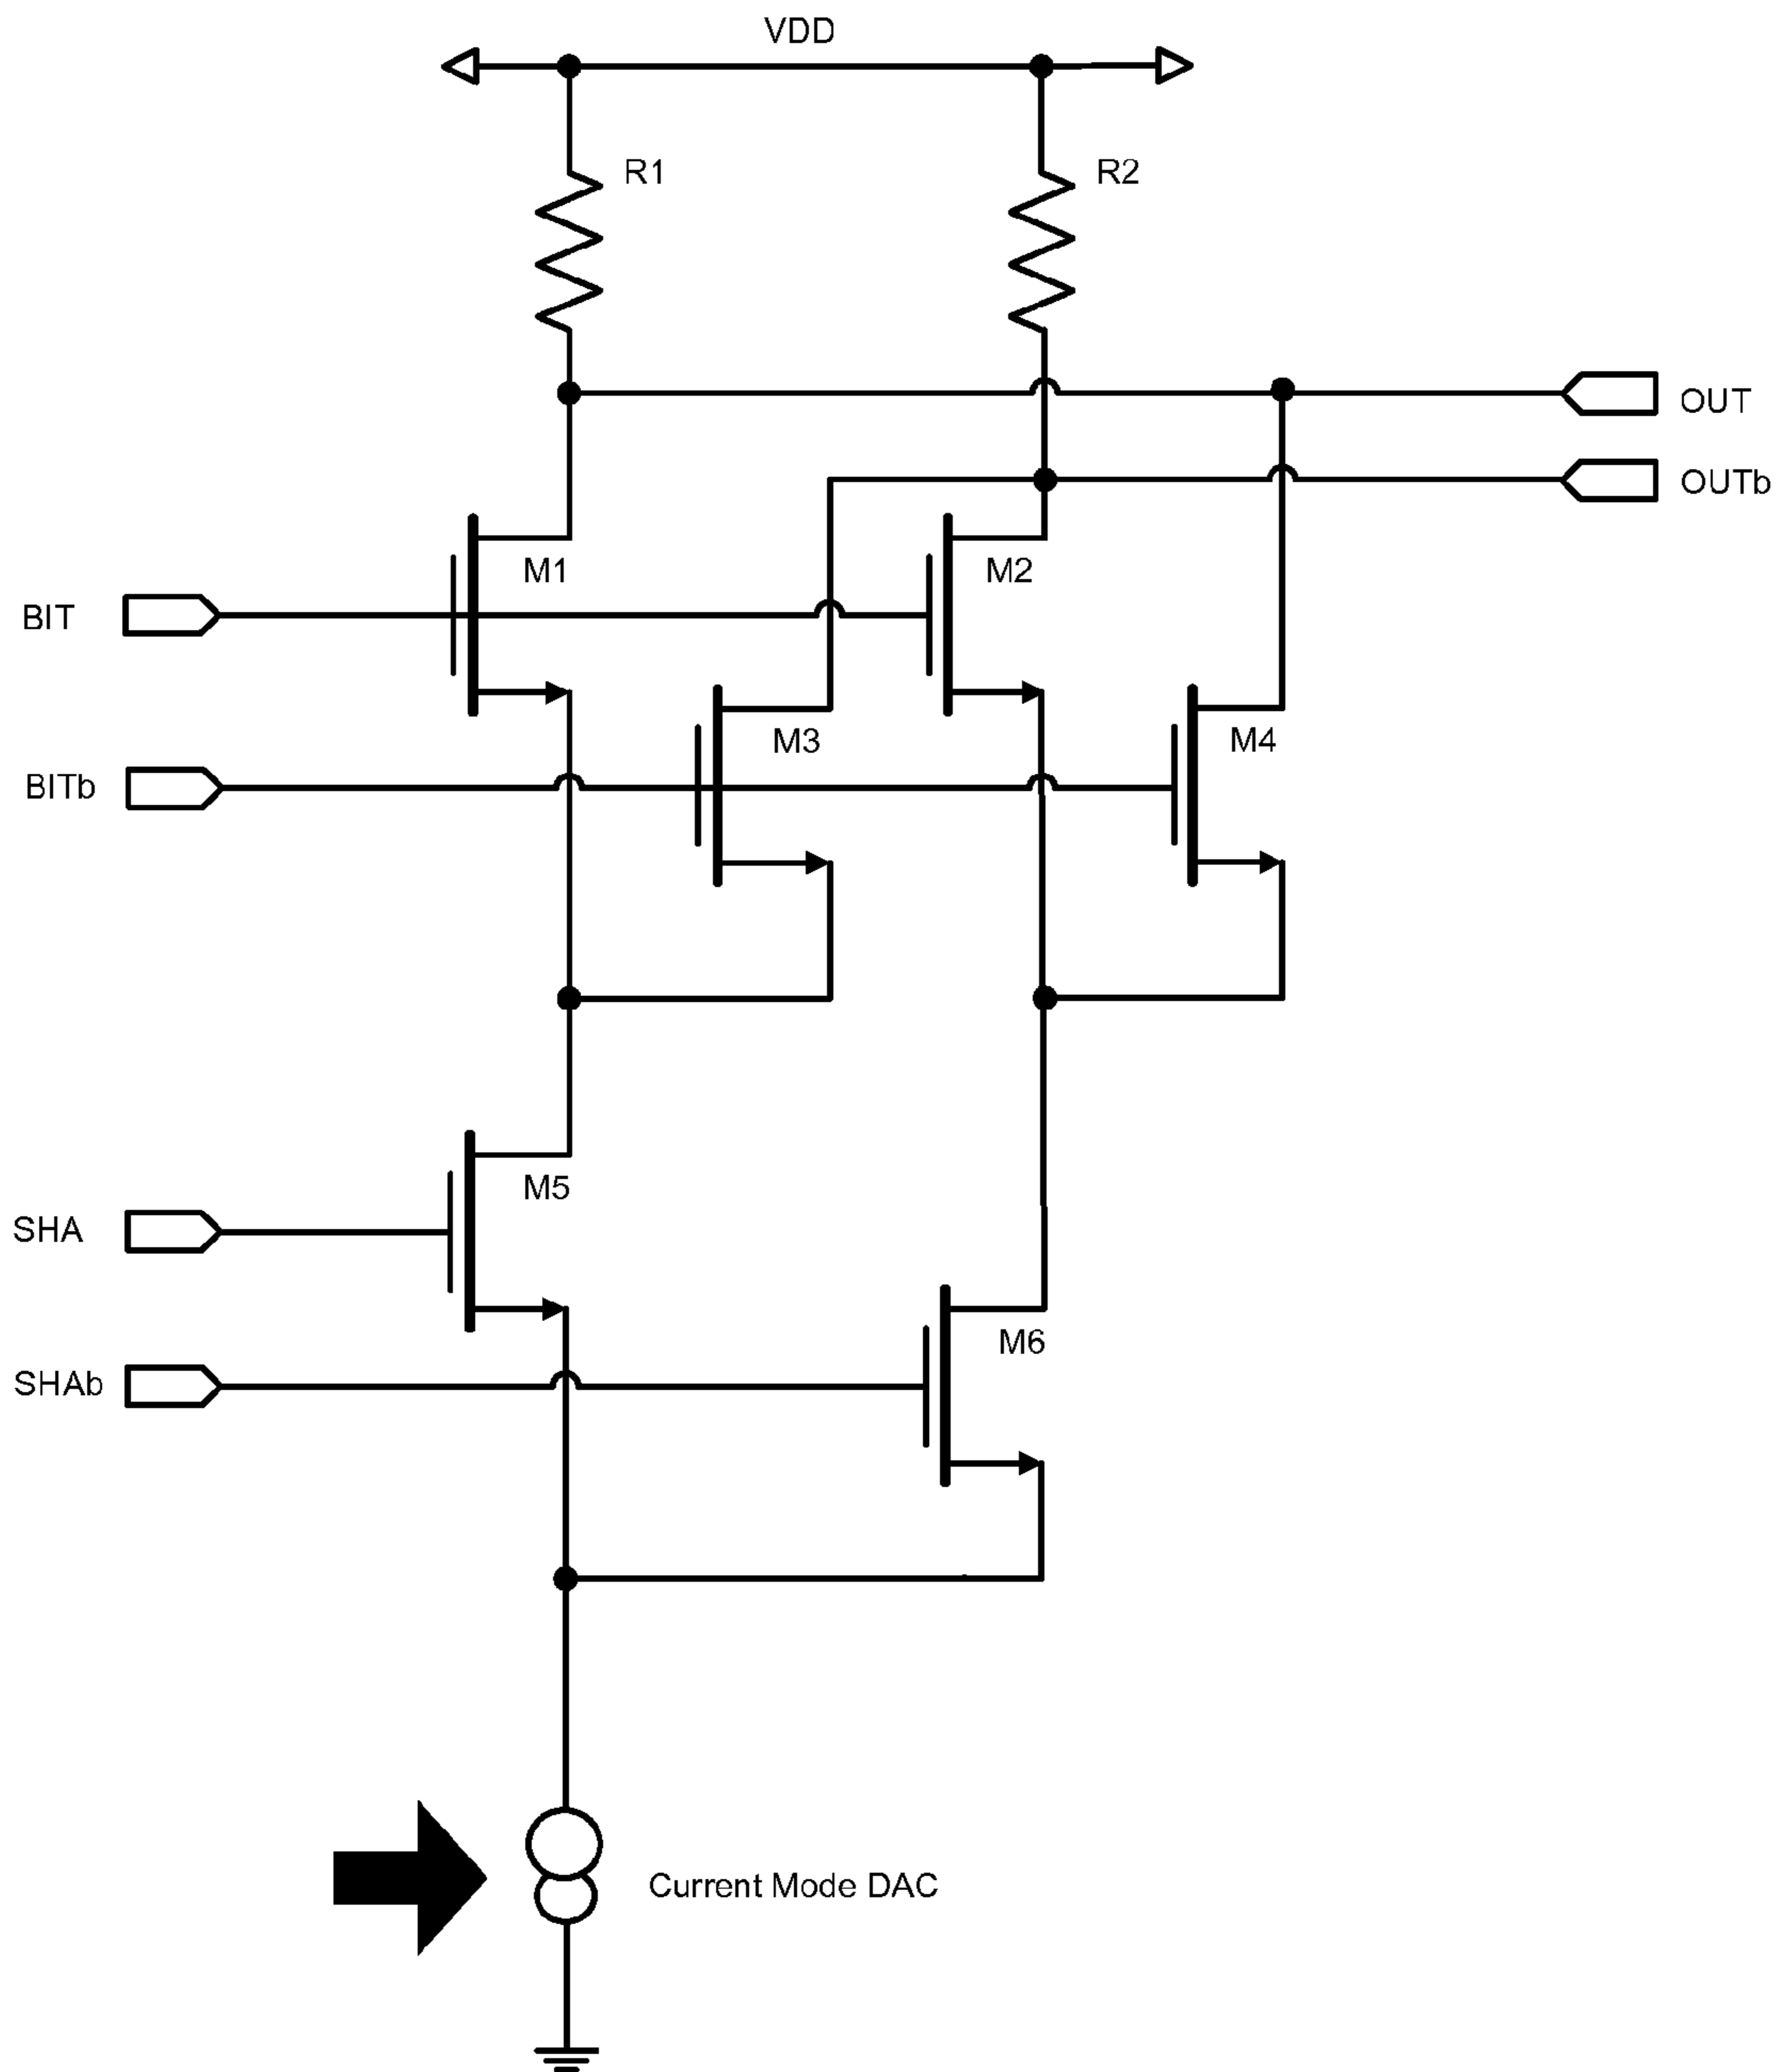 VDD
R1
R2
OUT
OUTb
M1
M2
BIT
M3
M4
BITb
M5
SHA
M6
SHAb
Current Mode DAC